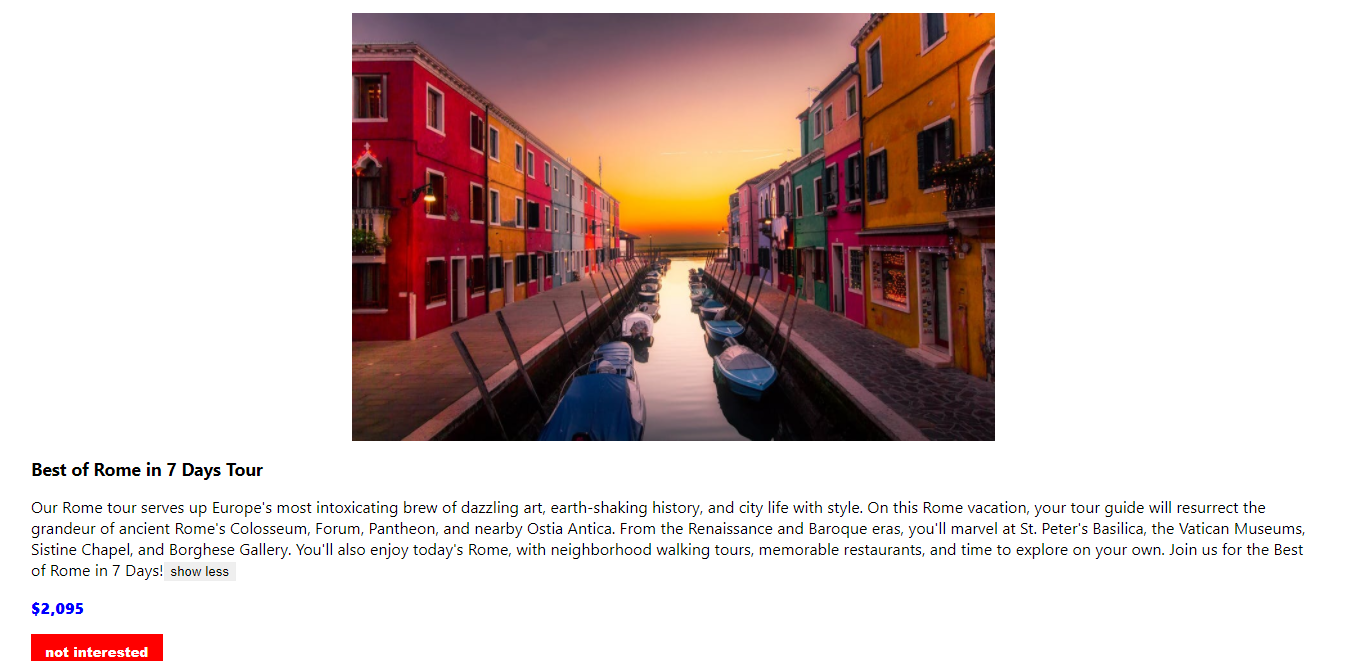 Best of Rome in 7 Days Tour
Our Rome tour serves up Europe's most intoxicating brew of dazzling art, earth-shaking history, and city life with style. On this Rome vacation, your tour guide will resurrect the
grandeur of ancient Rome's Colosseum, Forum, Pantheon, and nearby Ostia Antica. From the Renaissance and Baroque eras, you'll marvel at St. Peter's Basilica, the Vatican Museums,
Sistine Chapel, and Borghese Gallery. You'll also enjoy today's Rome, with neighborhood walking tours, memorable restaurants, and time to explore on your own. Join us for the Best
of Rome in 7 Days! show less
$2,095
not interested